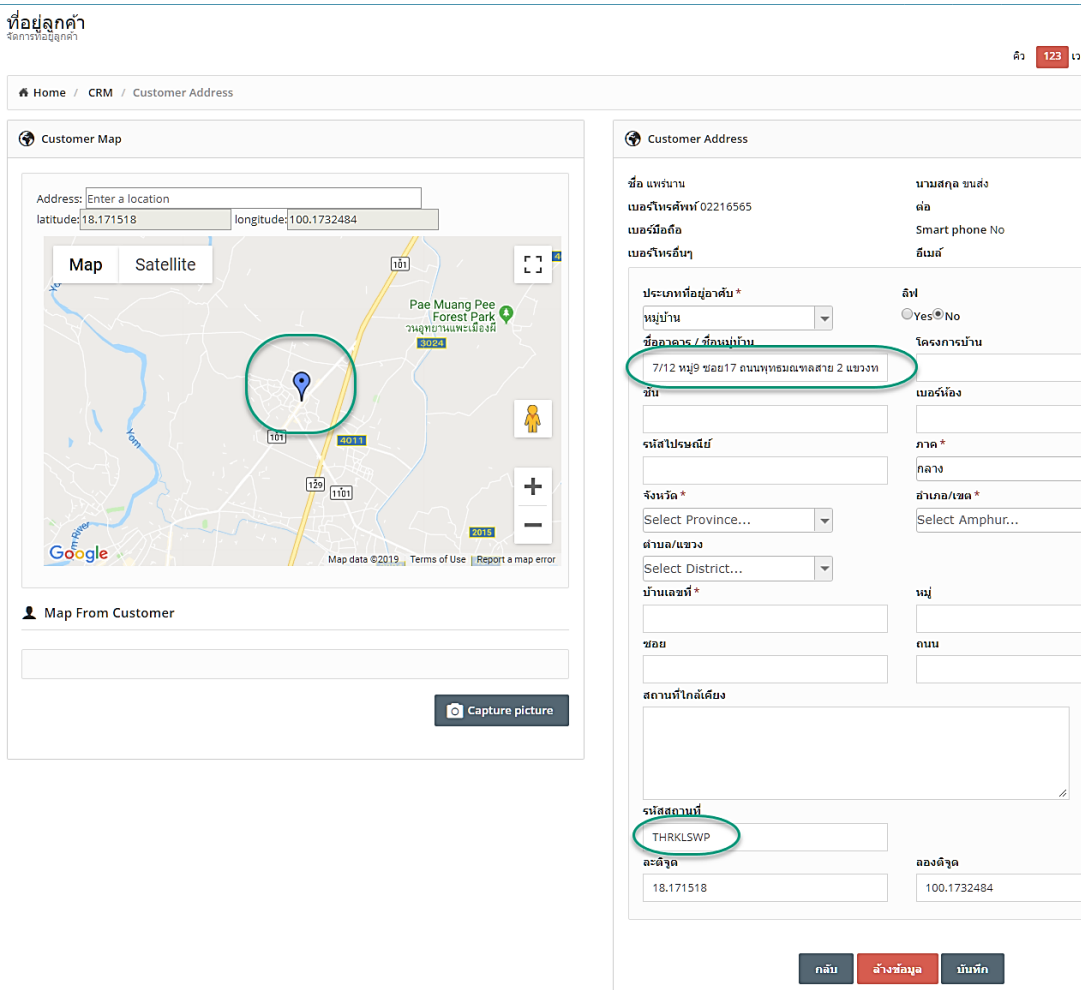 ที่อยู่ลูกค้า
จัดการที่อยู่ลูกค้า
คิว 123
Home / CRM / Customer Address
Customer Map
Address: Enter a location
latitude: 18.171518 longitude: 100.1732484
Map Satellite
101
4
Pae Muang Pee
Forest Park
วนอุทยานแพะเมืองผี
3024
101
4011
Yom
129
1101
2015
Google
Map data ©2019 Terms of Use Report a map error
Map From Customer
Capture picture
Customer Address
ชื่อ แพร่นาน นามสกุล ขนส่ง
เบอร์โทรศัพท์ 02216565 ต่อ
เบอร์มือถือ Smart phone No
เบอร์โทรอื่นๆ อีเมล์
ประเภทที่อยู่อาศัย * ลิฟ
หมู่บ้าน Yes No
ชื่ออาคาร / ชื่อหมู่บ้าน โครงการบ้าน
7/12 หมู่9 ซอย17 ถนนพุทธมณฑลสาย 2 แขวงท
ชั้น เบอร์ห้อง
รหัสไปรษณีย์ ภาค *
กลาง
จังหวัด * อำเภอ/เขต *
Select Province... Select Amphur...
ตำบล/แขวง
Select District...
บ้านเลขที่ * หมู่
ซอย ถนน
สถานที่ใกล้เคียง
รหัสสถานที่
THRKLSWP
ละติจูด ลองติจูด
18.171518 100.1732484
กลับ ล้างข้อมูล บันทึก